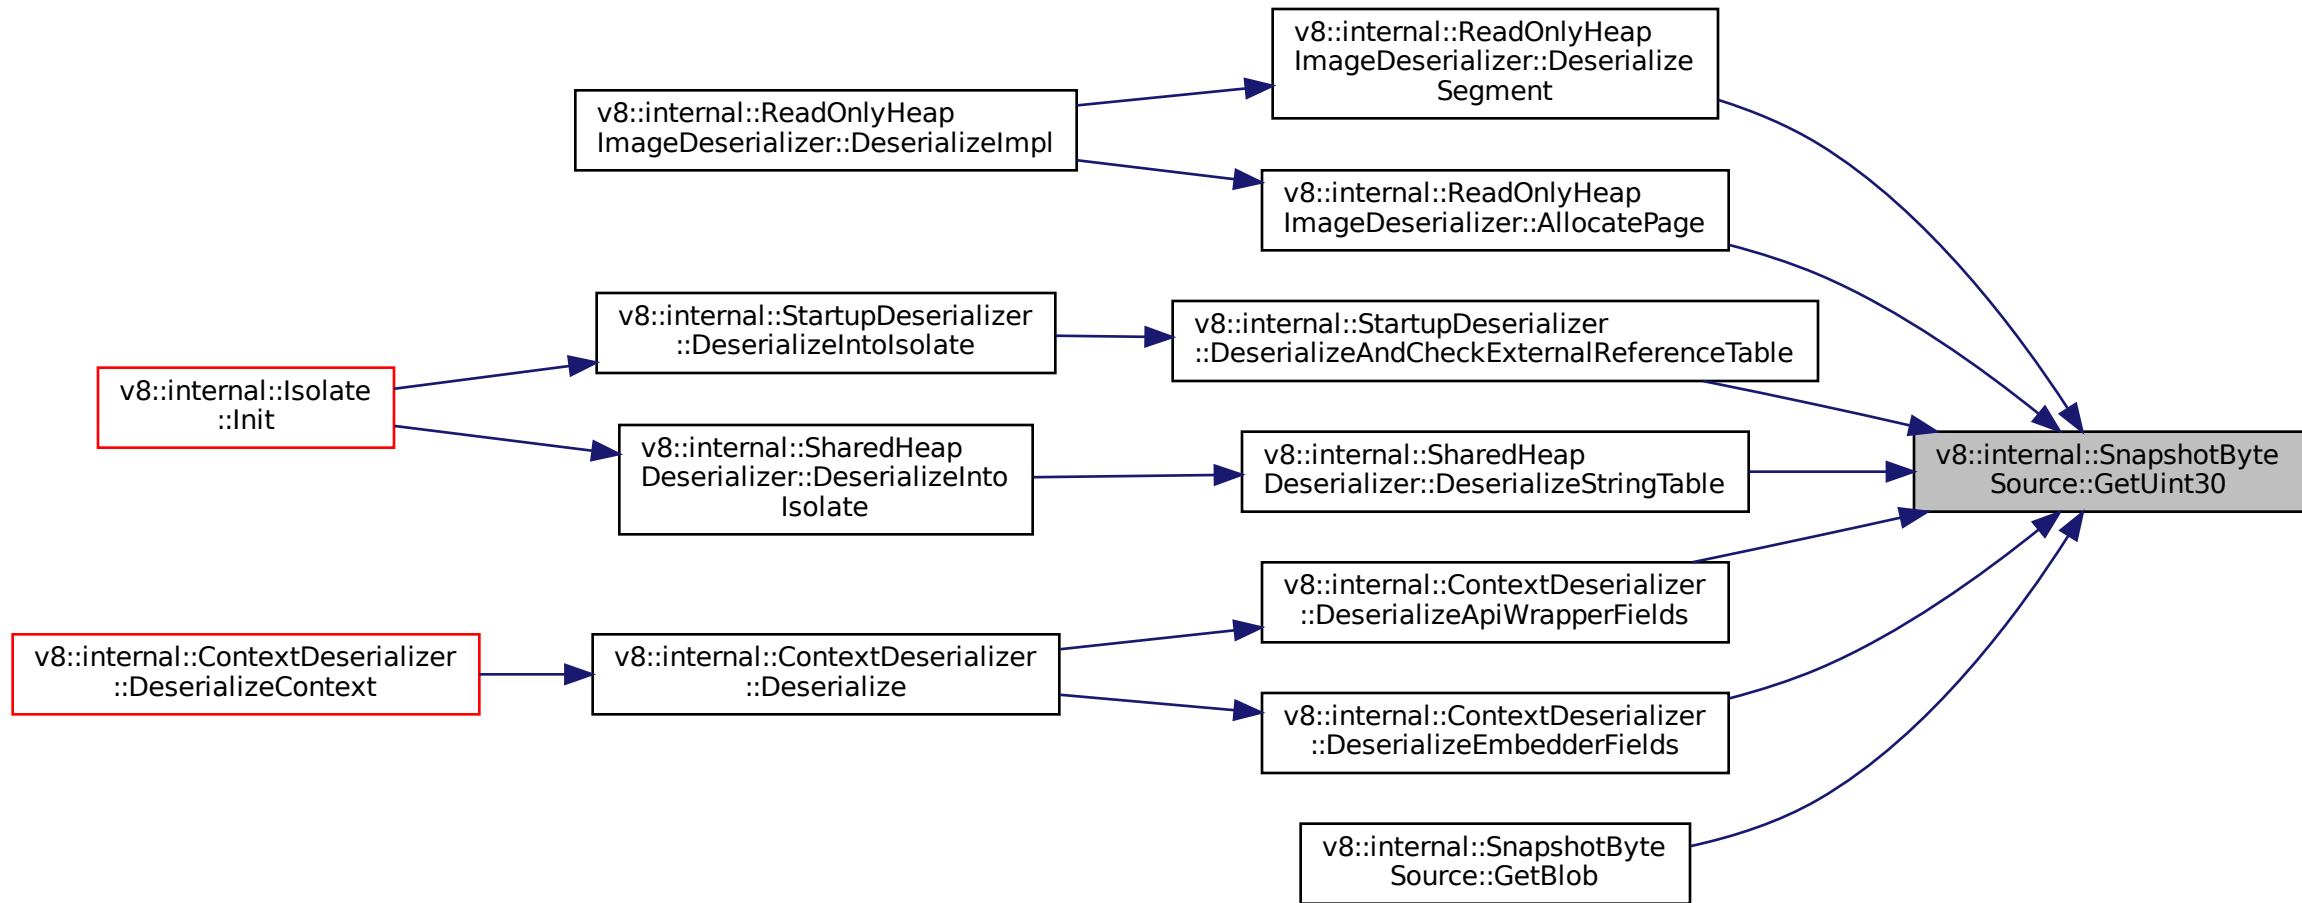 v8::internal::ReadOnlyHeap
ImageDeserializer::Deserialize
Segment
v8::internal::ReadOnlyHeap
ImageDeserializer::DeserializeImpl
v8::internal::ReadOnlyHeap
ImageDeserializer::AllocatePage
v8::internal::StartupDeserializer
::DeserializeIntoIsolate
v8::internal::StartupDeserializer
::DeserializeAndCheckExternalReferenceTable
v8::internal::Isolate
::Init
v8::internal::SharedHeap
Deserializer::DeserializeInto
Isolate
v8::internal::SharedHeap
Deserializer::DeserializeStringTable
v8::internal::SnapshotByte
Source::GetUint30
v8::internal::ContextDeserializer
::DeserializeApiWrapperFields
v8::internal::ContextDeserializer
::DeserializeContext
v8::internal::ContextDeserializer
::Deserialize
v8::internal::ContextDeserializer
::DeserializeEmbedderFields
v8::internal::SnapshotByte
Source::GetBlob